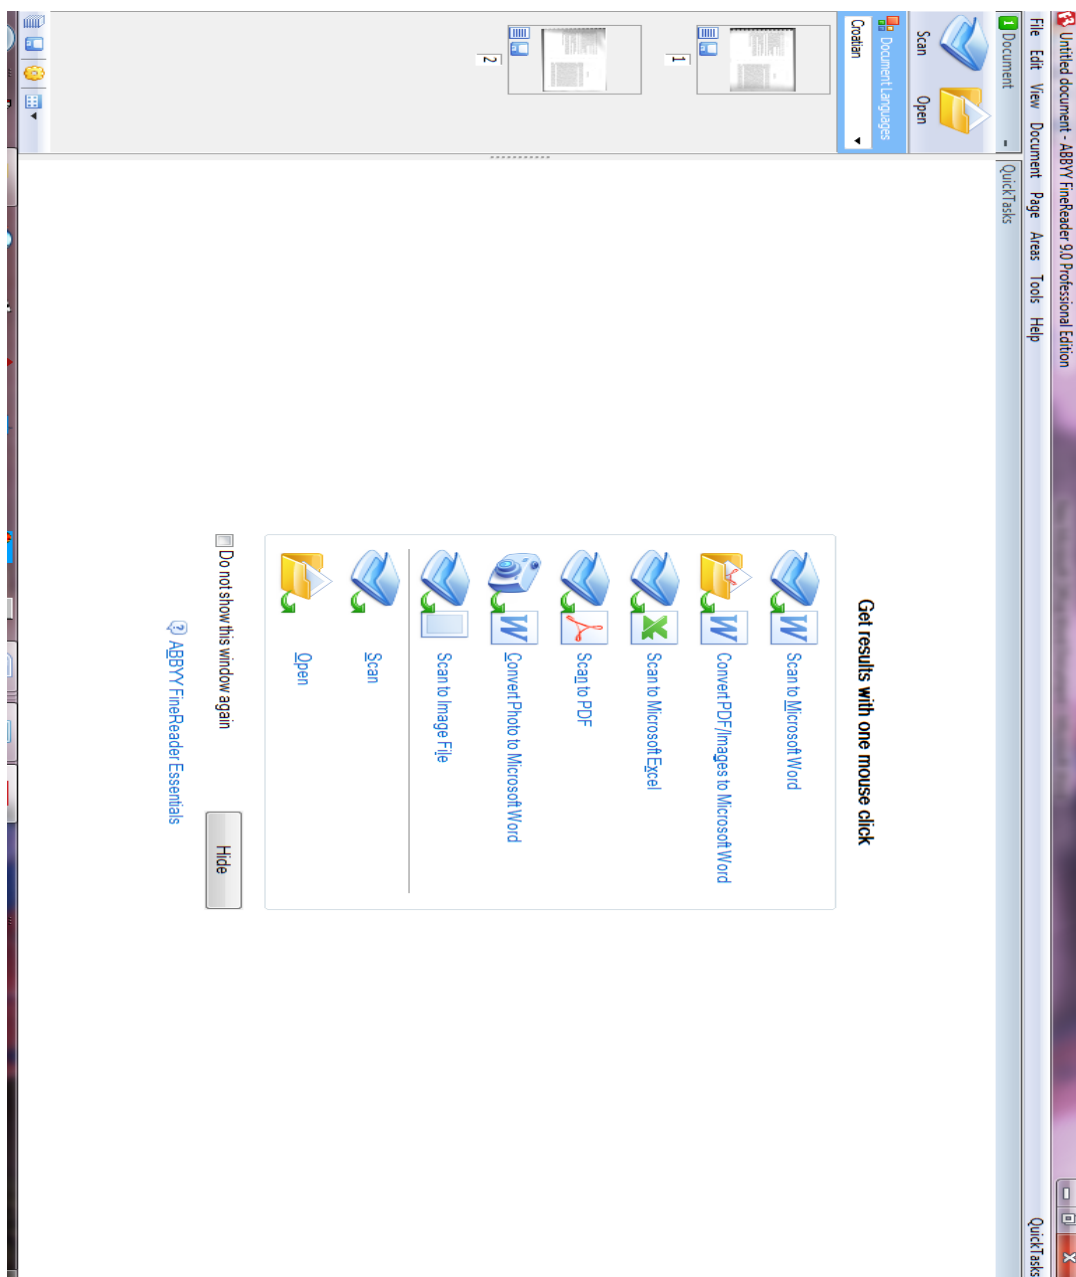 Untitled document - ABBYY FineReader 9.0 Professional Edition
File Edit View Document Page Areas Tools Help
QuickTasks
1 Document
QuickTasks
Scan
Open
Document Languages
Croatian
1
2
Get results with one mouse click
Scan to Microsoft Word
Convert PDF/Images to Microsoft Word
Scan to Microsoft Excel
Scan to PDF
Convert Photo to Microsoft Word
Scan to Image File
Scan
Open
Do not show this window again
Hide
ABBYY FineReader Essentials